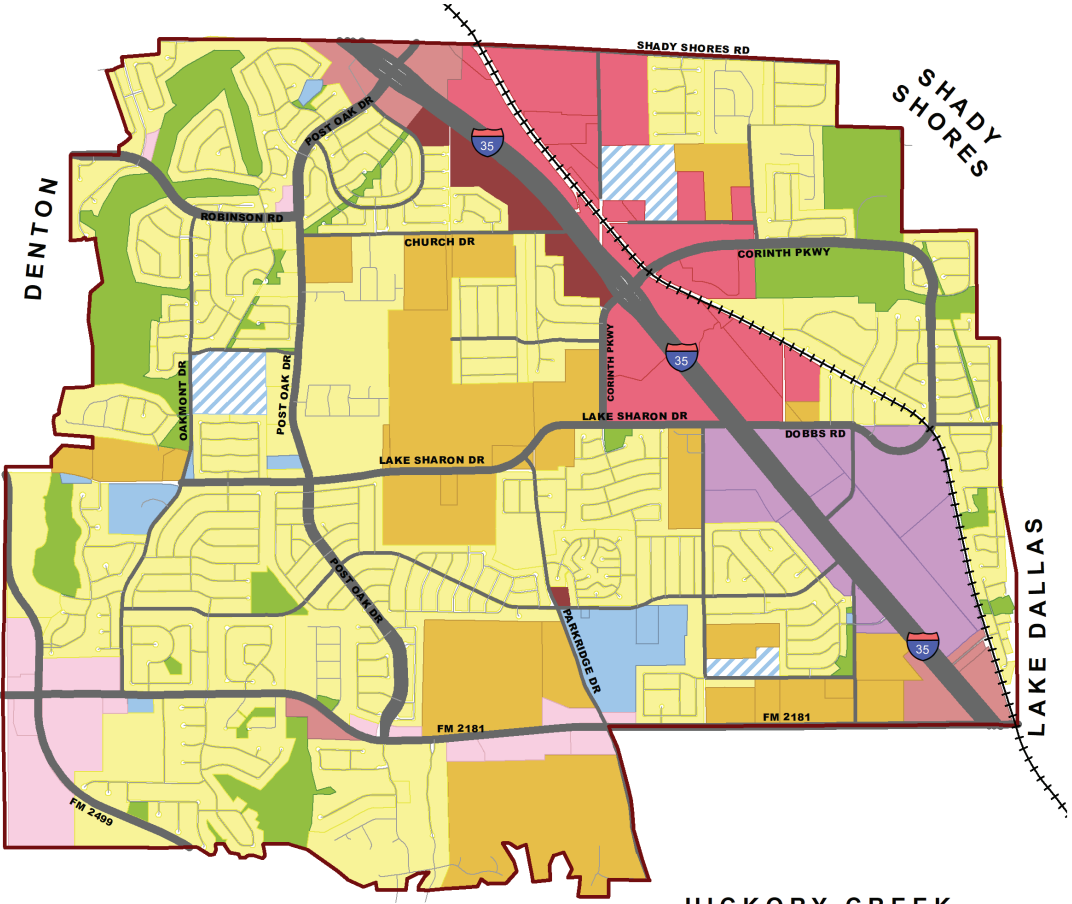 SHADY SHORES RD
SHADY
SHORES
POST OAK DR
35
DENTON
ROBINSON RD
CHURCH DR
CORINTH PKWY
CORINTH PKWY
35
OAKMONT DR
POST OAK DR
LAKE SHARON DR
DOBBS RD
LAKE SHARON DR
POST OAK DR
PARKRIDGE DR
35
LAKE DALLAS
FM 2181
FM 2181
FM 2499
HICKORY CREEK